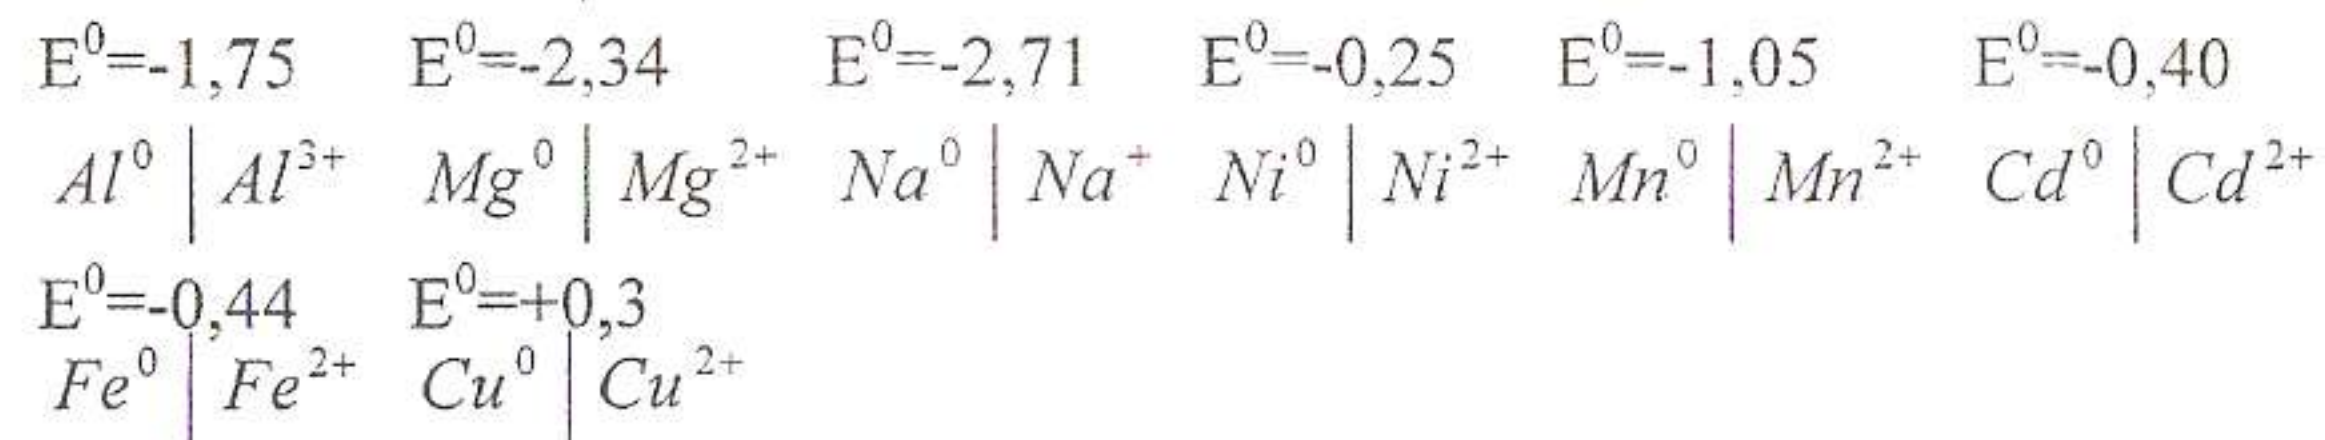 E⁰=-1,75 E⁰=-2,34 E⁰=-2,71 E⁰=-0,25 E⁰=-1,05 E⁰=-0,40
Al⁰ | Al³⁺ Mg⁰ | Mg²⁺ Na⁰ | Na⁺ Ni⁰ | Ni²⁺ Mn⁰ | Mn²⁺ Cd⁰ | Cd²⁺
E⁰=-0,44 E⁰=+0,3
Fe⁰ | Fe²⁺ Cu⁰ | Cu²⁺